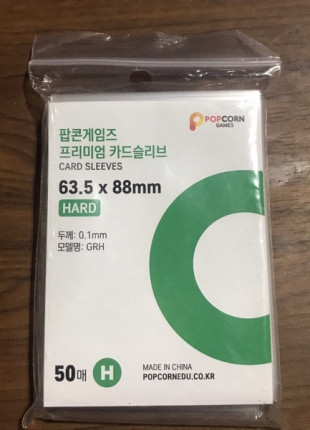 POPCORN
GAMES
팝콘게임즈
프리미엄 카드슬리브
CARD SLEEVES
63.5 x 88mm
HARD
두께: 0.1mm
모델명: GRH
50매 H
MADE IN CHINA
POPCORNEDU.CO.KR